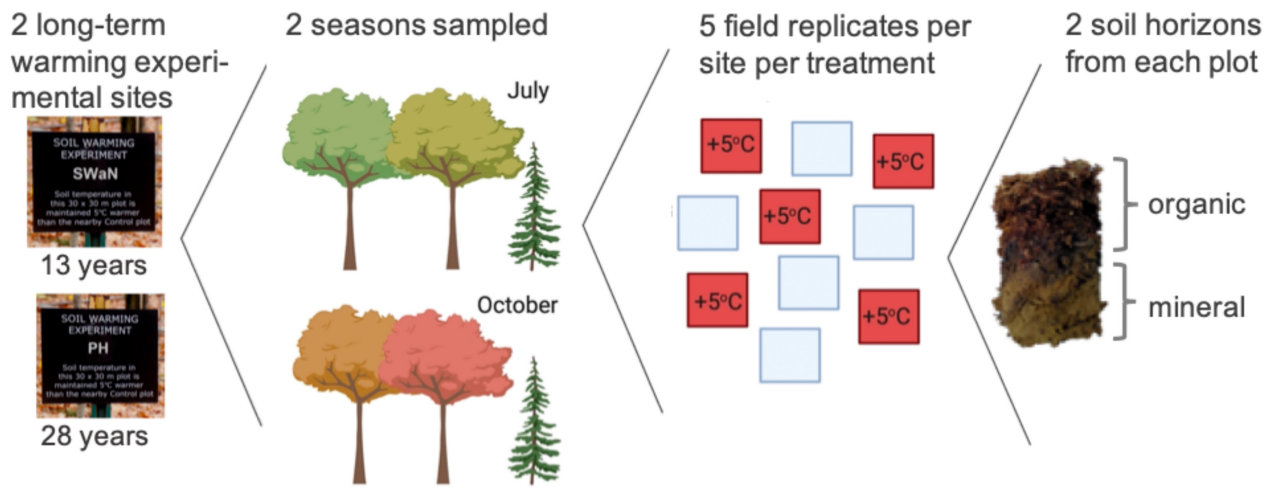 2 long-term
warming experi-
mental sites
SOIL WARMING
EXPERIMENT
SWaN
Soil temperature in
this 30 x 30 m plot is
maintained 5°C warmer
than the nearby Control plot
13 years
SOIL WARMING
EXPERIMENT
PH
Soil temperature in
this 30 x 30 m plot is
maintained 5°C warmer
than the nearby Control plot
28 years
2 seasons sampled
July
October
5 field replicates per
site per treatment
+5°C
+5°C
+5°C
+5°C
+5°C
2 soil horizons
from each plot
organic
mineral